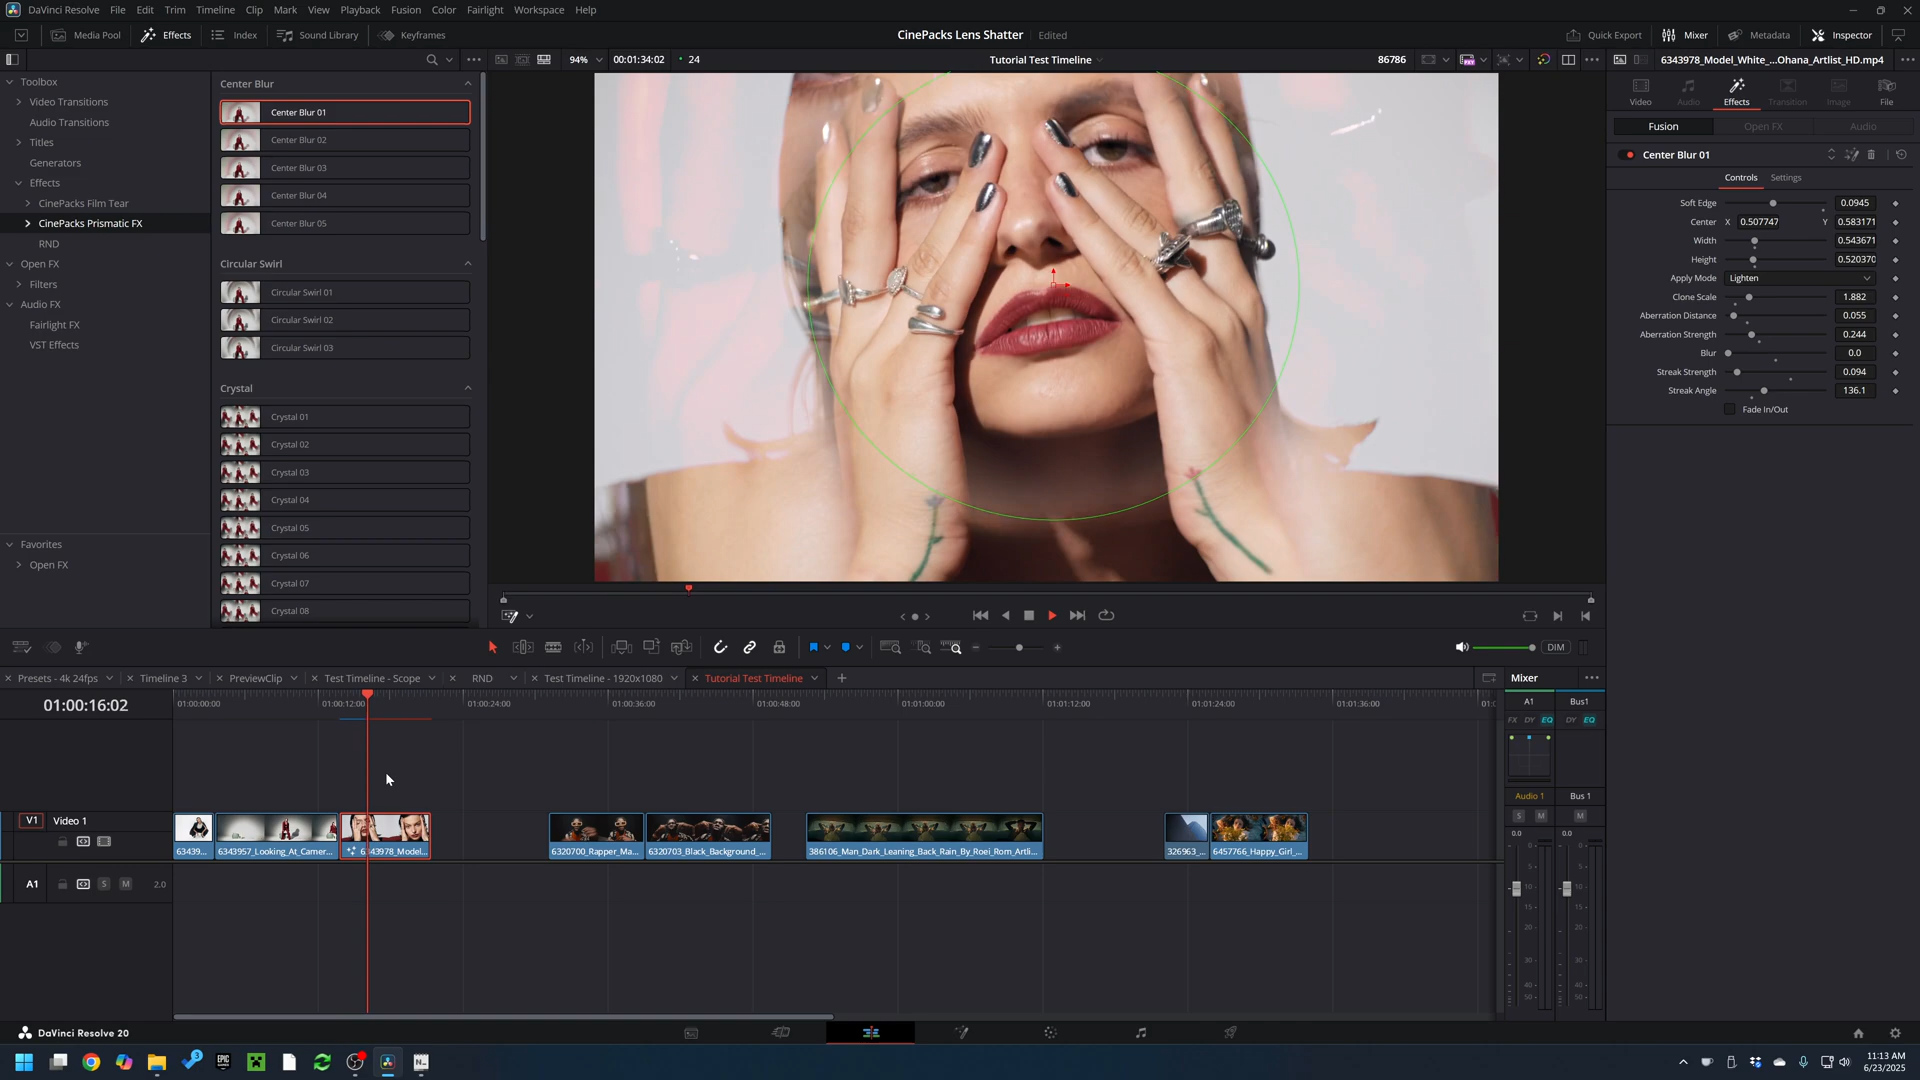 DaVinci Resolve File Edit Trim Timeline Clip Mark View Playback Fusion Color Fairlight Workspace Help
Media Pool Effects Index Sound Library Keyframes CinePacks Lens Shatter Edited Quick Export Mixer Metadata Inspector
94% 00:01:34:02 24 Tutorial Test Timeline 86786 6343978_Model_White_...Ohana_Artlist_HD.mp4
Toolbox
Video Transitions
Audio Transitions
Titles
Generators
Effects
CinePacks Film Tear
CinePacks Prismatic FX
RND
Open FX
Filters
Audio FX
Fairlight FX
VST Effects
Favorites
Open FX
Center Blur
Center Blur 01
Center Blur 02
Center Blur 03
Center Blur 04
Center Blur 05
Circular Swirl
Circular Swirl 01
Circular Swirl 02
Circular Swirl 03
Crystal
Crystal 01
Crystal 02
Crystal 03
Crystal 04
Crystal 05
Crystal 06
Crystal 07
Crystal 08
Video Audio Effects Transition Image File
Fusion Open FX Audio
Center Blur 01
Controls Settings
Soft Edge 0.0945
Center X 0.507747 Y 0.583171
Width 0.543671
Height 0.520370
Apply Mode Lighten
Clone Scale 1.882
Aberration Distance 0.055
Aberration Strength 0.244
Blur 0.0
Streak Strength 0.094
Streak Angle 136.1
Fade In/Out
DIM
Presets - 4k 24fps Timeline 3 PreviewClip Test Timeline - Scope RND Test Timeline - 1920x1080 Tutorial Test Timeline Mixer
01:00:16:02 01:00:00:00 01:00:12:00 01:00:24:00 01:00:36:00 01:00:48:00 01:01:00:00 01:01:12:00 01:01:24:00 01:01:36:00
V1 Video 1
63439... 6343957_Looking_At_Camer... 6343978_Model... 6320700_Rapper_Ma... 6320703_Black_Background_... 386106_Man_Dark_Leaning_Back_Rain_By_Roei_Rom_Artli... 326963_... 6457766_Happy_Girl_...
A1 S M 2.0
A1 Bus1
FX DY EQ DY EQ
Audio 1 Bus 1
S M M
0.0 0.0
DaVinci Resolve 20
EPIC
3
11:13 AM
6/23/2025